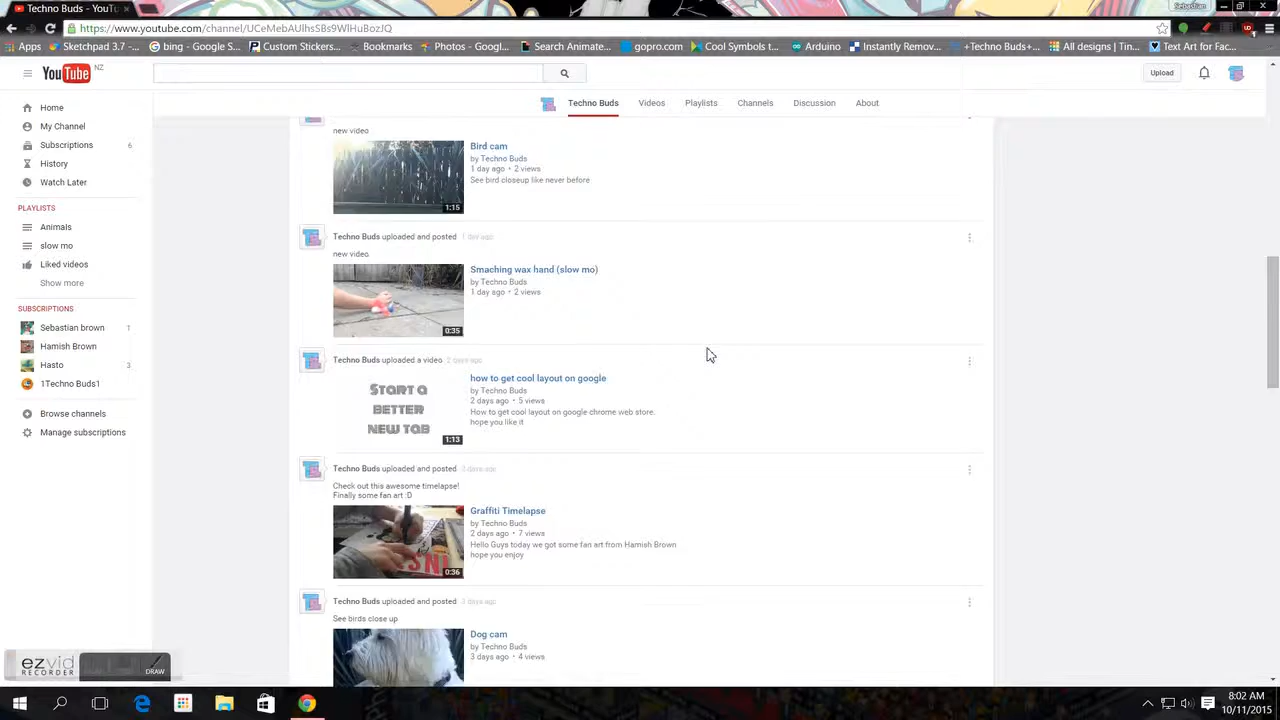 Techno Buds - YouTube
Sebastian
https://www.youtube.com/channel/UCeMebAUlhsSBs9WlHuBozJQ
Apps
Sketchpad 3.7 -...
bing - Google S...
Custom Stickers...
Bookmarks
Photos - Googl...
Search Animate...
gopro.com
Cool Symbols t...
Arduino
Instantly Remov...
+Techno Buds+...
All designs | Tin...
Text Art for Fac...
YouTube NZ
Upload
Techno Buds
Videos
Playlists
Channels
Discussion
About
Home
My Channel
Subscriptions 6
History
Watch Later
PLAYLISTS
Animals
slow mo
Liked videos
Show more
SUBSCRIPTIONS
Sebastian brown 1
Hamish Brown
Hasto 3
1Techno Buds1
Browse channels
Manage subscriptions
new video
1:15
Bird cam
by Techno Buds
1 day ago • 2 views
See bird closeup like never before
Techno Buds uploaded and posted 1 day ago
new video
0:35
Smaching wax hand (slow mo)
by Techno Buds
1 day ago • 2 views
Techno Buds uploaded a video 2 days ago
START A
BETTER
NEW TAB
1:13
how to get cool layout on google
by Techno Buds
2 days ago • 5 views
How to get cool layout on google chrome web store.
hope you like it
Techno Buds uploaded and posted
Check out this awesome timelapse!
Finally some fan art :D
0:36
Graffiti Timelapse
by Techno Buds
2 days ago • 7 views
Hello Guys today we got some fan art from Hamish Brown
hope you enjoy
Techno Buds uploaded and posted 3 days ago
See birds close up
Dog cam
by Techno Buds
3 days ago • 4 views
ezvid
RECORDER
DRAW
8:02 AM
10/11/2015